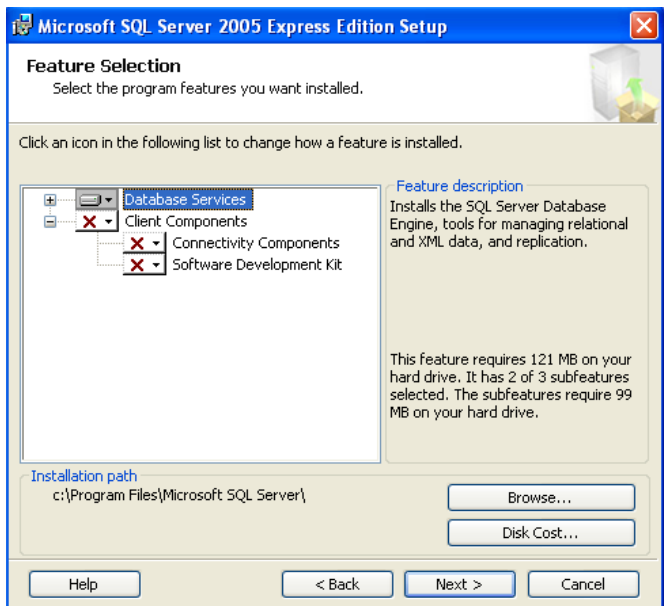 Microsoft SQL Server 2005 Express Edition Setup
Feature Selection
Select the program features you want installed.
Click an icon in the following list to change how a feature is installed.
Database Services
Client Components
Connectivity Components
Software Development Kit
Feature description
Installs the SQL Server Database
Engine, tools for managing relational
and XML data, and replication.
This feature requires 121 MB on your
hard drive. It has 2 of 3 subfeatures
selected. The subfeatures require 99
MB on your hard drive.
Installation path
c:\Program Files\Microsoft SQL Server\
Browse...
Disk Cost...
Help
< Back
Next >
Cancel